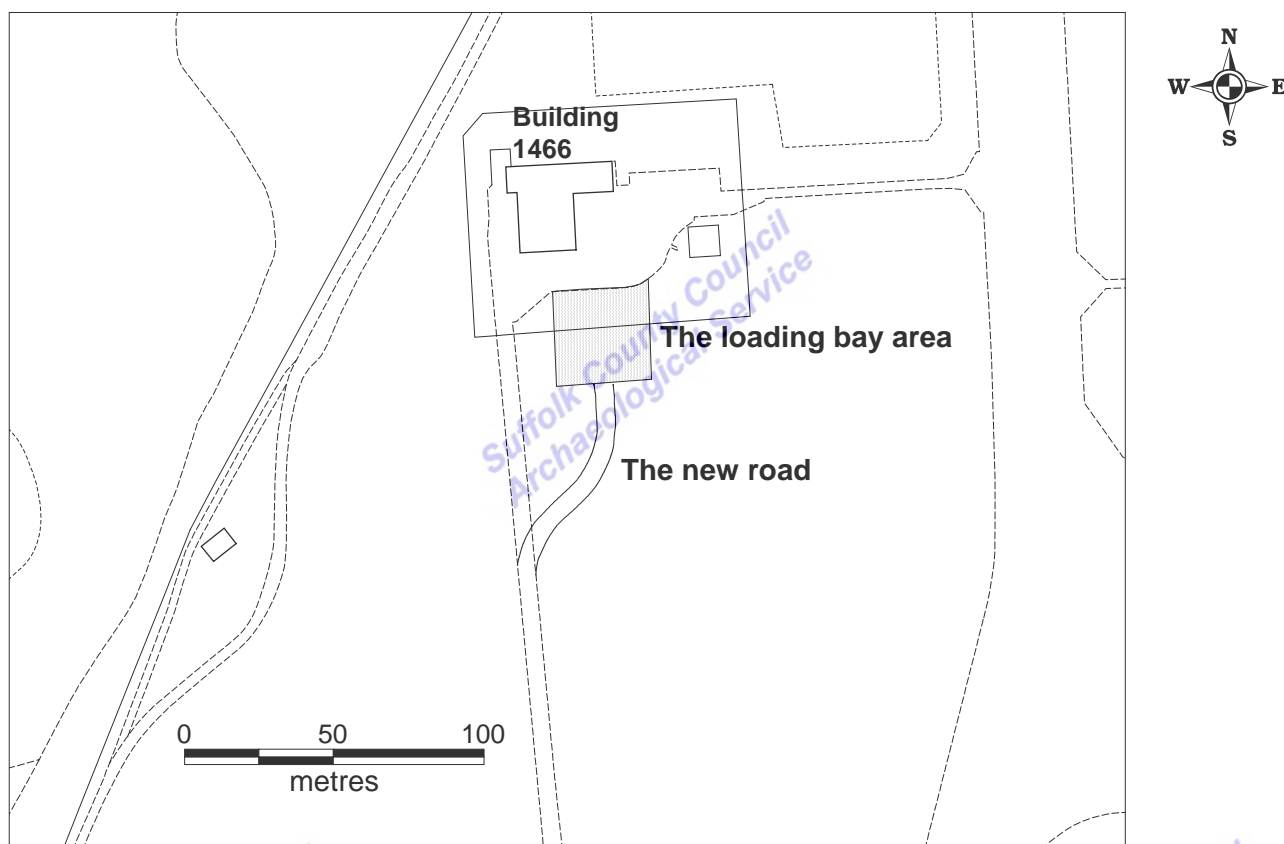 N
W E
S
Building
1466
Suffolk County Council
Archaeological Service
The loading bay area
The new road
0 50 100
metres